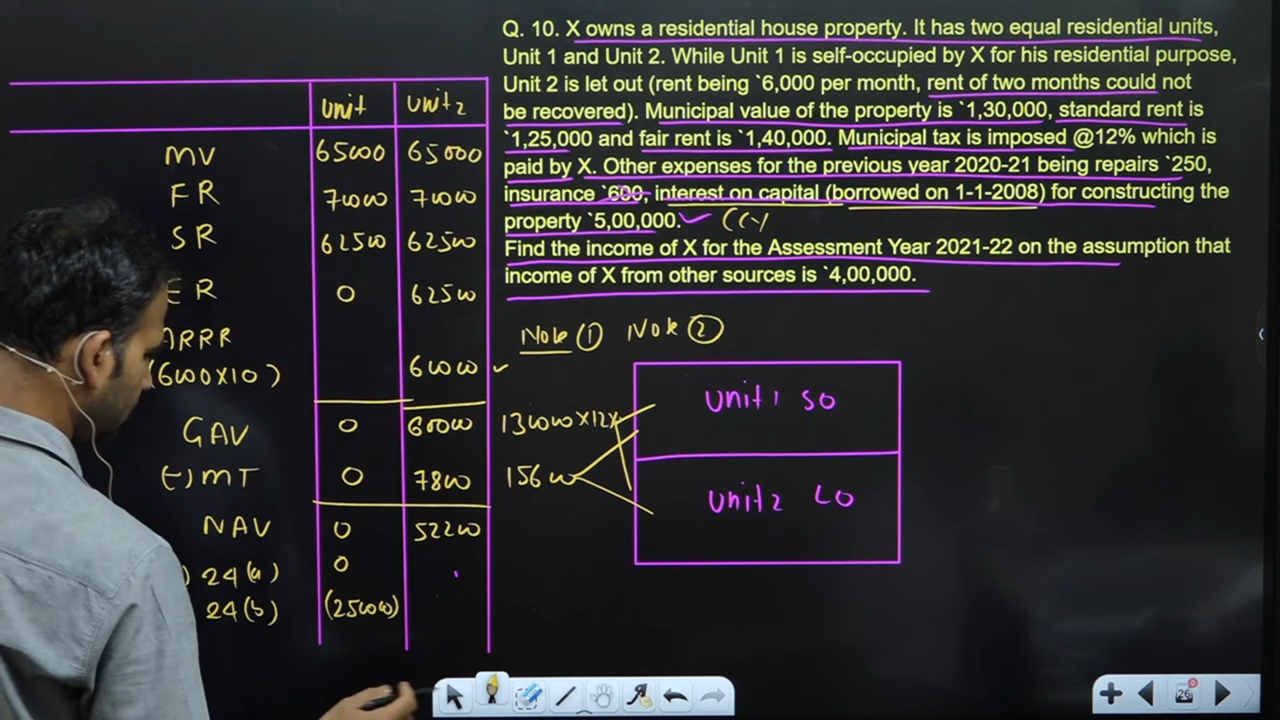 Q. 10. X owns a residential house property. It has two equal residential units,
Unit 1 and Unit 2. While Unit 1 is self-occupied by X for his residential purpose,
Unit 2 is let out (rent being `6,000 per month, rent of two months could not
be recovered). Municipal value of the property is `1,30,000, standard rent is
`1,25,000 and fair rent is `1,40,000. Municipal tax is imposed @12% which is
paid by X. Other expenses for the previous year 2020-21 being repairs `250,
insurance `600, interest on capital (borrowed on 1-1-2008) for constructing the
property `5,00,000.
Find the income of X for the Assessment Year 2021-22 on the assumption that
income of X from other sources is `4,00,000.
unit unit2
MV 65000 65000
FR 70000 70000
SR 62500 62500
ER 0 62500
ARRR
(6000X10) 60000
GAV 0 60000
(-) MT 0 7800
NAV 0 52200
24(a) 0
24(b) (250000)
Note 1 Note 2
130000X12%
15600
unit1 SO
unit2 LO
26